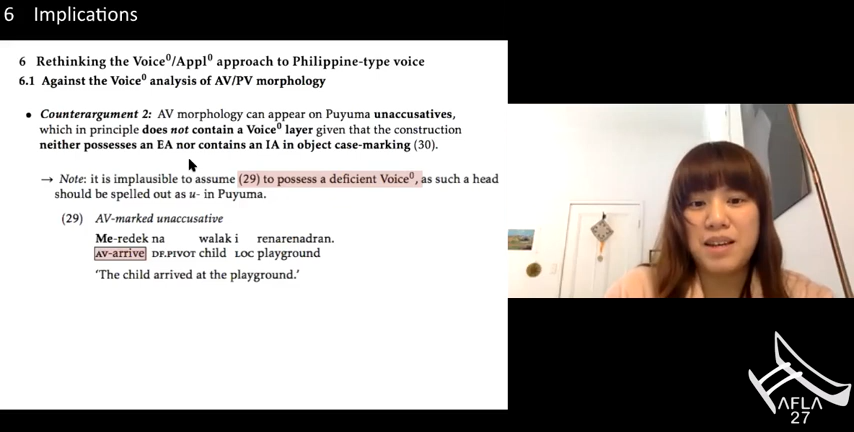 6 Implications
6 Rethinking the Voice⁰/Appl⁰ approach to Philippine-type voice
6.1 Against the Voice⁰ analysis of AV/PV morphology
• Counterargument 2: AV morphology can appear on Puyuma unaccusatives,
which in principle does not contain a Voice⁰ layer given that the construction
neither possesses an EA nor contains an IA in object case-marking (30).
→ Note: it is implausible to assume (29) to possess a deficient Voice⁰, as such a head
should be spelled out as u- in Puyuma.
(29) AV-marked unaccusative
Me-redek na walak i renarenadran.
AV-arrive DF.PIVOT child LOC playground
'The child arrived at the playground.'
AFLA
27